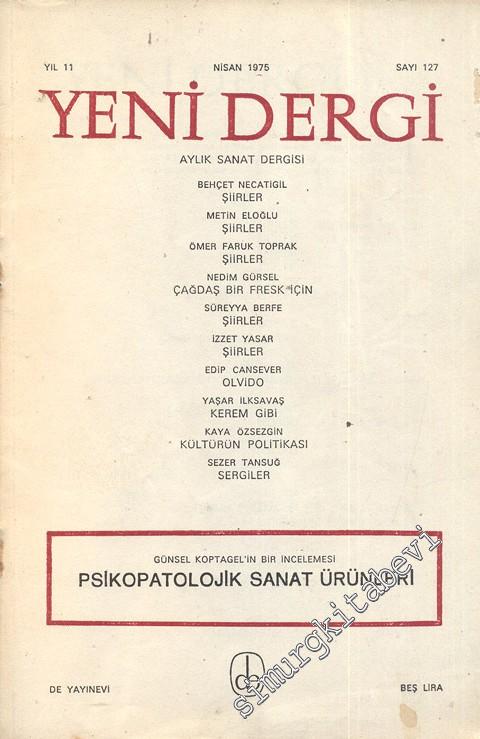 YIL 11 NİSAN 1975 SAYI 127
YENİ DERGİ
AYLIK SANAT DERGİSİ
BEHÇET NECATİGİL
ŞİİRLER
METİN ELOĞLU
ŞİİRLER
ÖMER FARUK TOPRAK
ŞİİRLER
NEDİM GÜRSEL
ÇAĞDAŞ BİR FRESK İÇİN
SÜREYYA BERFE
ŞİİRLER
İZZET YASAR
ŞİİRLER
EDİP CANSEVER
OLVİDO
YAŞAR İLKSAVAŞ
KEREM GİBİ
KAYA ÖZSEZGİN
KÜLTÜRÜN POLİTİKASI
SEZER TANSUĞ
SERGİLER
GÜNSEL KOPTAGEL'İN BİR İNCELEMESİ
PSİKOPATOLOJİK SANAT ÜRÜNLERİ
de
DE YAYINEVİ BEŞ LİRA
simurgkitabevi